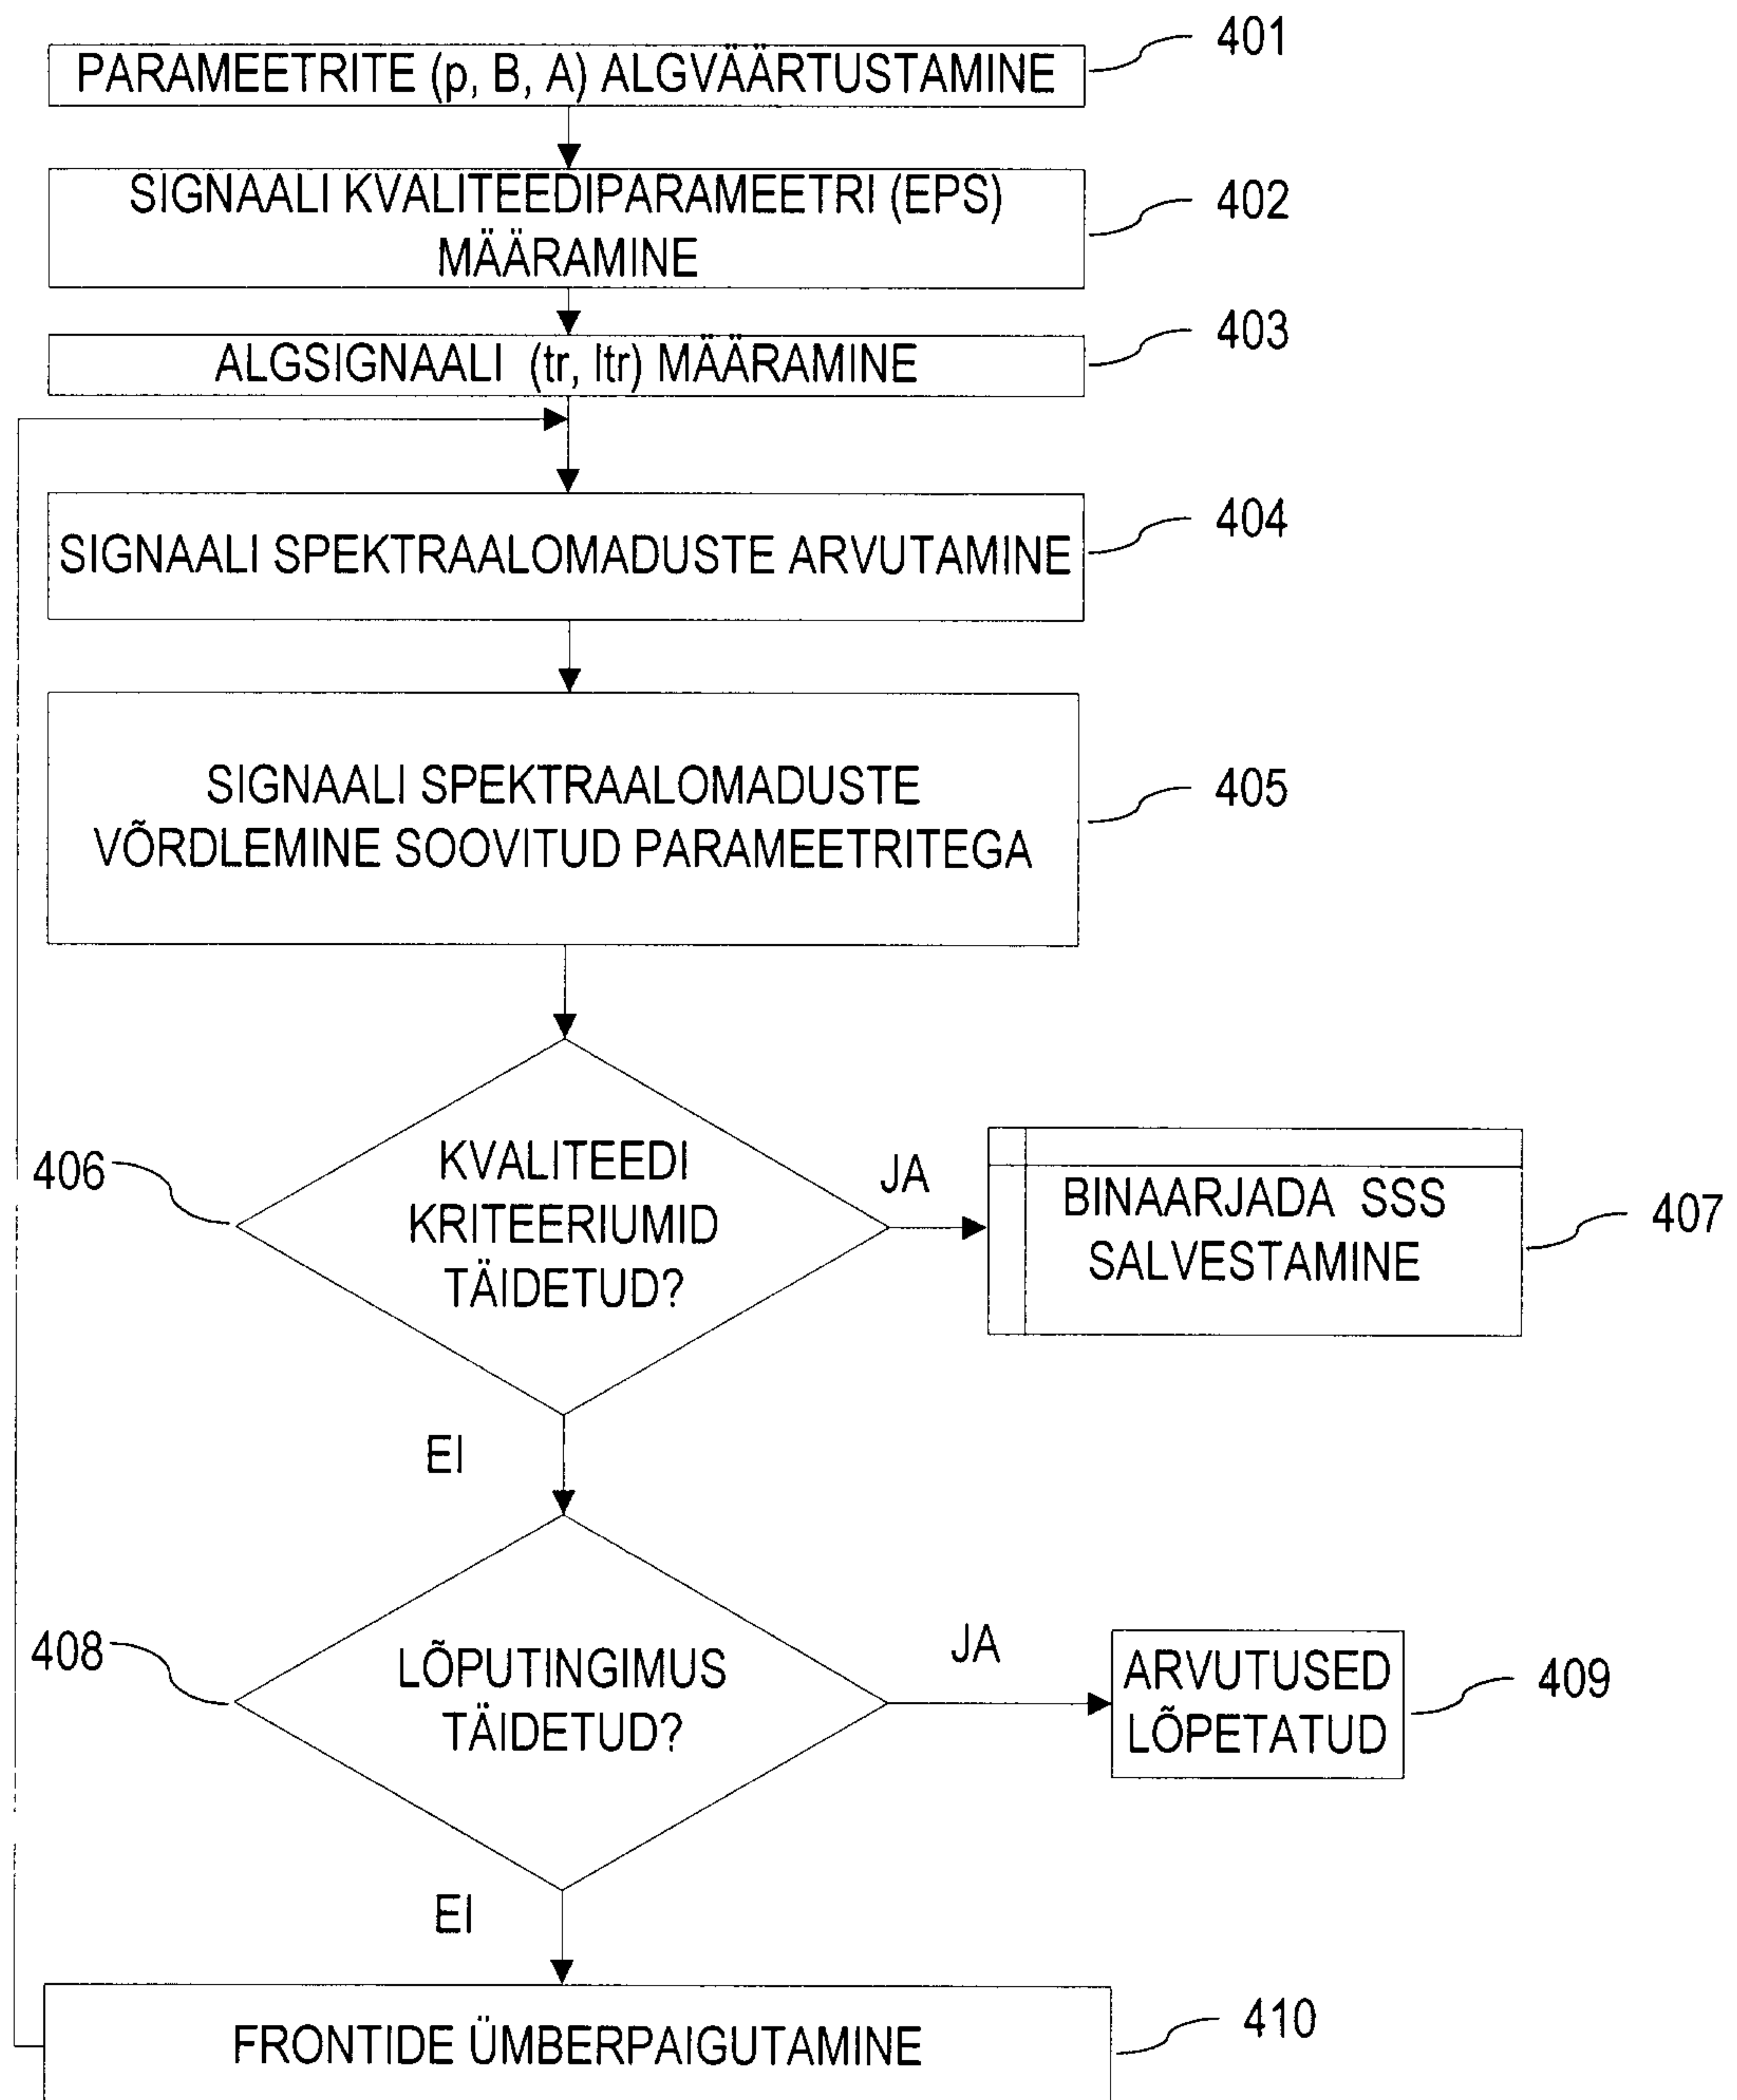 401
PARAMEETRITE (p, B, A) ALGVÄÄRTUSTAMINE
402
SIGNAALI KVALITEEDIPARAMEETRI (EPS)
MÄÄRAMINE
403
ALGSIGNAALI (tr, ltr) MÄÄRAMINE
404
SIGNAALI SPEKTRAALOMADUSTE ARVUTAMINE
405
SIGNAALI SPEKTRAALOMADUSTE
VÕRDLEMINE SOOVITUD PARAMEETRITEGA
406
KVALITEEDI
KRITEERIUMID
TÄIDETUD?
JA
BINAARJADA SSS
SALVESTAMINE
407
EI
408
LÕPUTINGIMUS
TÄIDETUD?
JA
ARVUTUSED
LÕPETATUD
409
EI
FRONTIDE ÜMBERPAIGUTAMINE
410